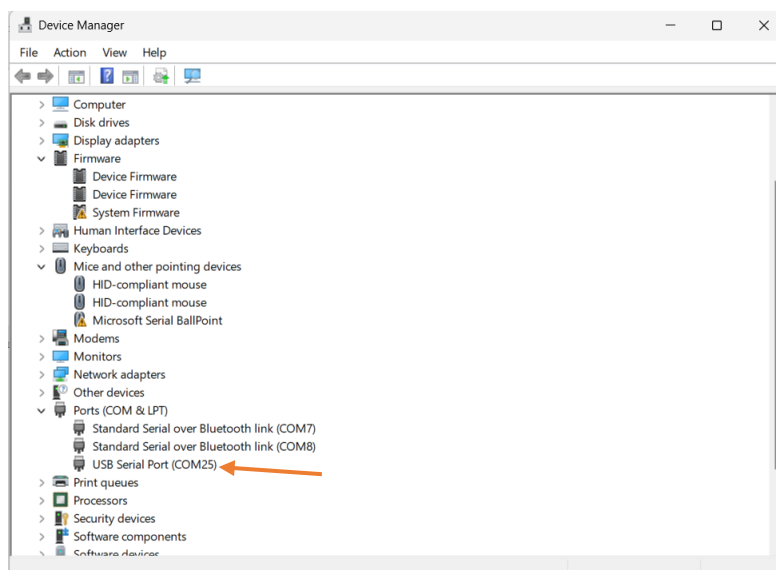 Device Manager
File Action View Help
Computer
Disk drives
Display adapters
Firmware
Device Firmware
Device Firmware
System Firmware
Human Interface Devices
Keyboards
Mice and other pointing devices
HID-compliant mouse
HID-compliant mouse
Microsoft Serial BallPoint
Modems
Monitors
Network adapters
Other devices
Ports (COM & LPT)
Standard Serial over Bluetooth link (COM7)
Standard Serial over Bluetooth link (COM8)
USB Serial Port (COM25)
Print queues
Processors
Security devices
Software components
Software devices